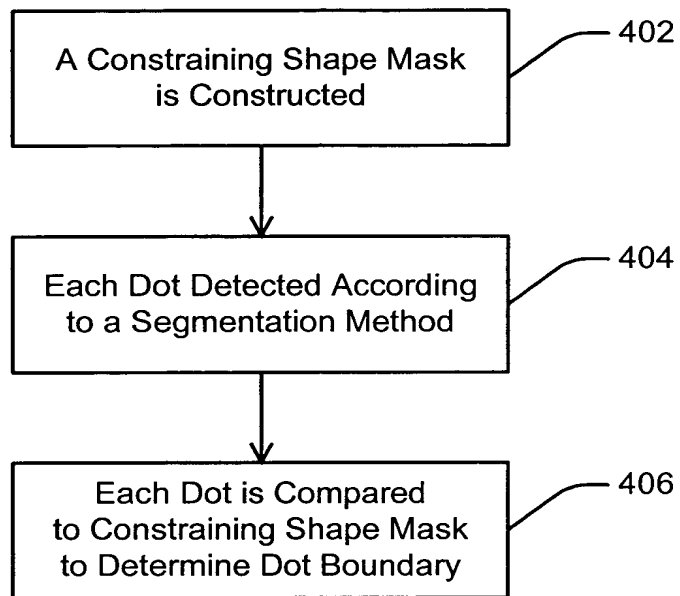 A Constraining Shape Mask
is Constructed
402
Each Dot Detected According
to a Segmentation Method
404
Each Dot is Compared
to Constraining Shape Mask
to Determine Dot Boundary
406